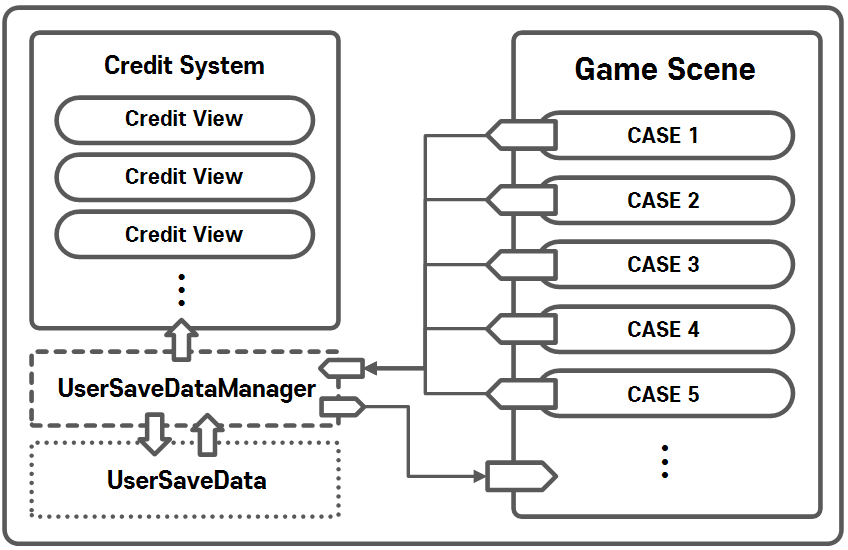 Credit System
Credit View
Credit View
Credit View
UserSaveDataManager
UserSaveData
Game Scene
CASE 1
CASE 2
CASE 3
CASE 4
CASE 5